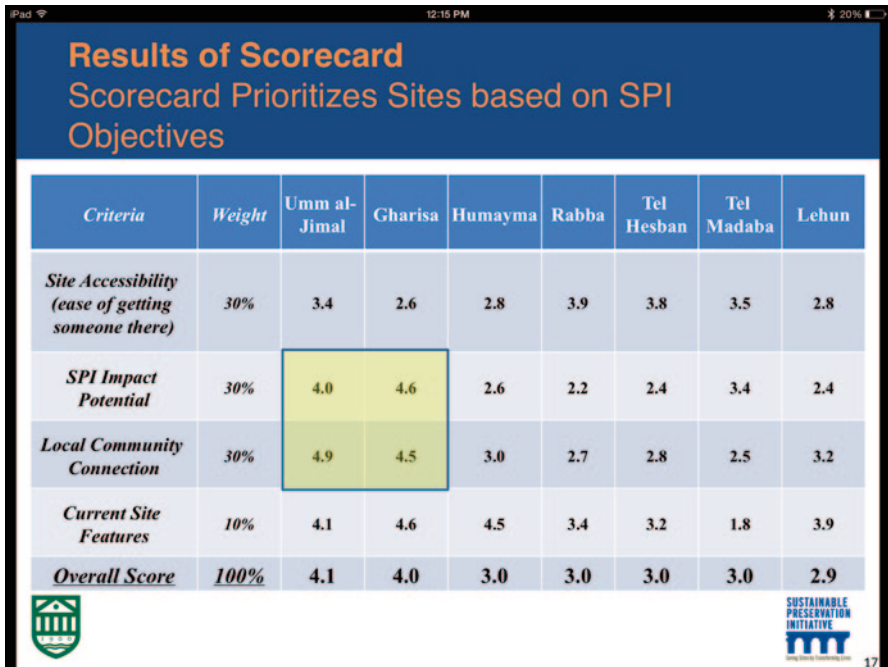 iPad 12:15 PM 20%
Results of Scorecard
Scorecard Prioritizes Sites based on SPI
Objectives
Criteria Weight Umm al-Jimal Gharisa Humayma Rabba Tel Hesban Tel Madaba Lehun
Site Accessibility
(ease of getting
someone there)
30% 3.4 2.6 2.8 3.9 3.8 3.5 2.8
SPI Impact
Potential
30% 4.0 4.6 2.6 2.2 2.4 3.4 2.4
Local Community
Connection
30% 4.9 4.5 3.0 2.7 2.8 2.5 3.2
Current Site
Features
10% 4.1 4.6 4.5 3.4 3.2 1.8 3.9
Overall Score 100% 4.1 4.0 3.0 3.0 3.0 3.0 2.9
SUSTAINABLE
PRESERVATION
INITIATIVE
17